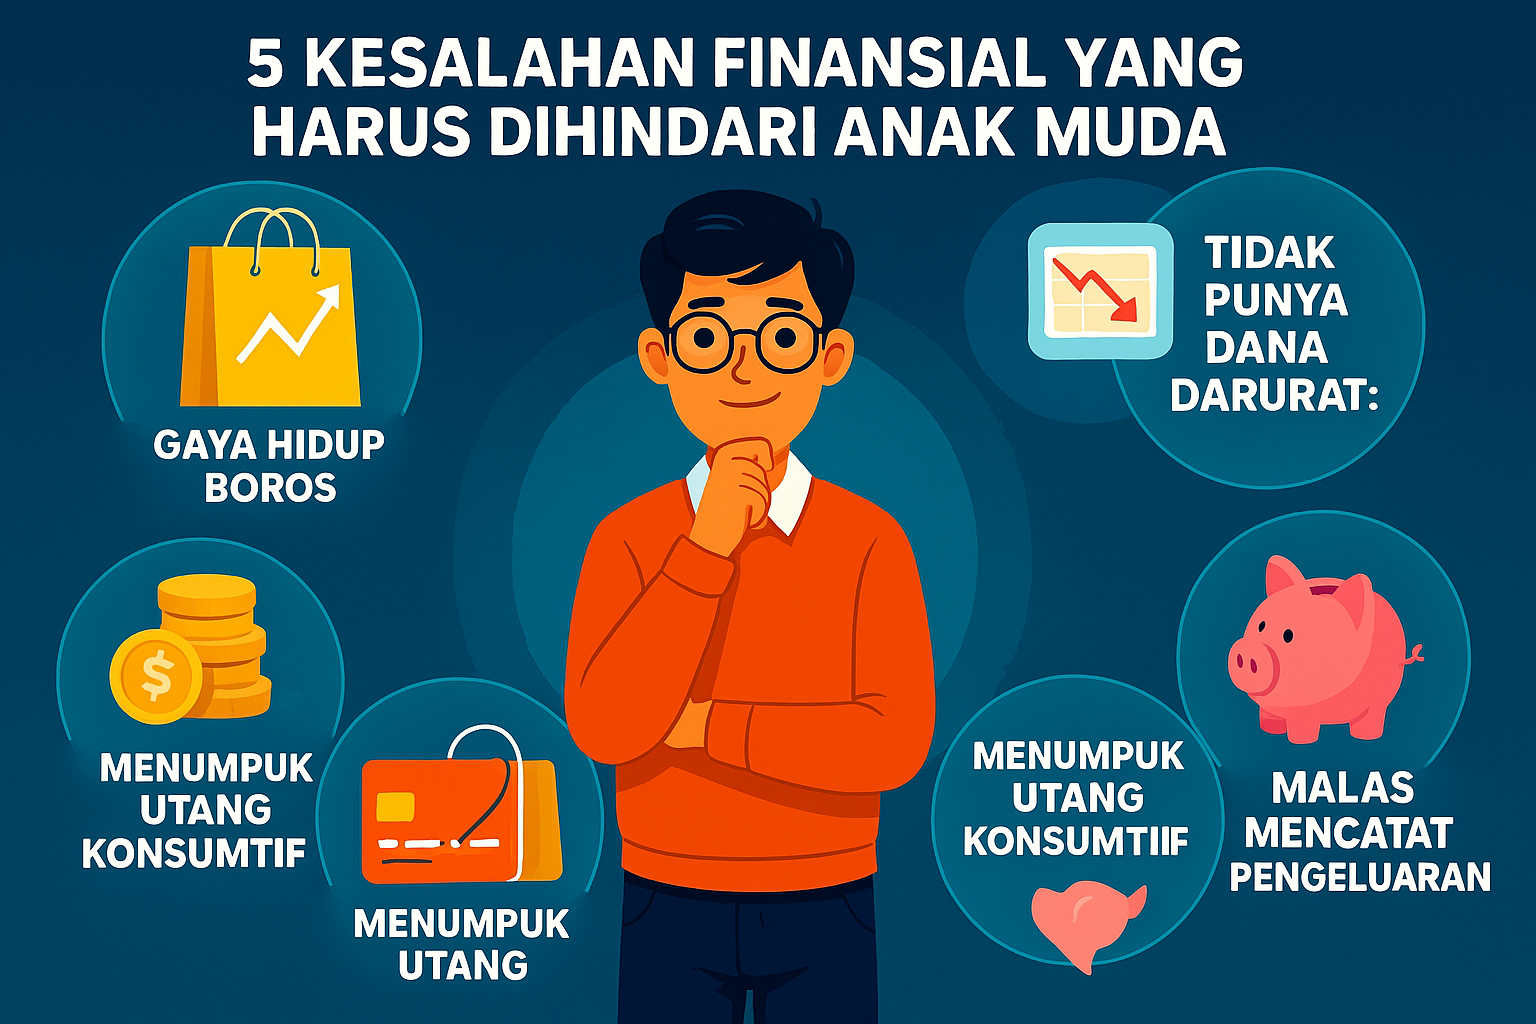 5 KESALAHAN FINANSIAL YANG
HARUS DIHINDARI ANAK MUDA
GAYA HIDUP
BOROS
TIDAK
PUNYA
DANA
DARURAT:
MENUMPUK
UTANG
KONSUMTIF
MENUMPUK
UTANG
MENUMPUK
UTANG
KONSUMTIIF
MALAS
MENCATAT
PENGELUARAN
$